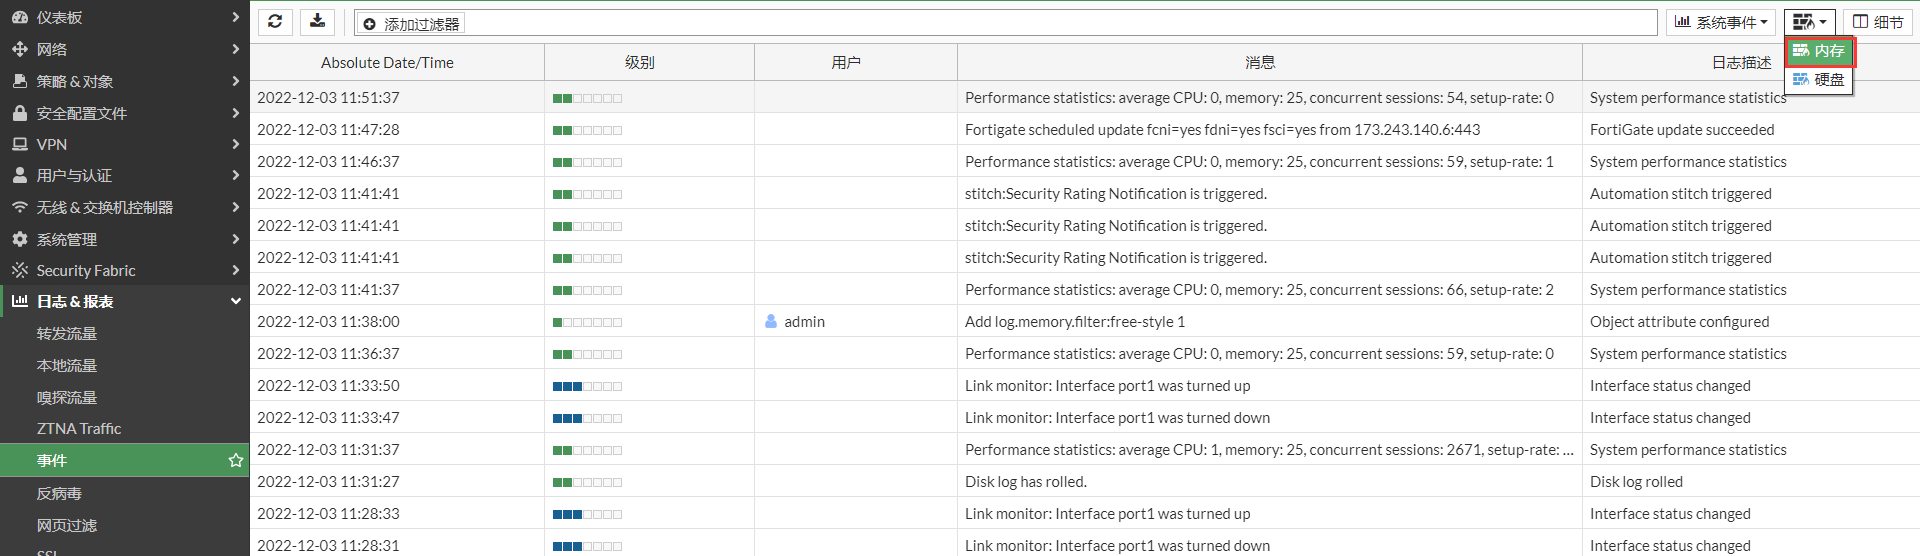 仪表板
网络
策略 & 对象
安全配置文件
VPN
用户与认证
无线 & 交换机控制器
系统管理
Security Fabric
日志 & 报表
转发流量
本地流量
嗅探流量
ZTNA Traffic
事件
反病毒
网页过滤
SSL
添加过滤器
系统事件
细节
内存
硬盘
Absolute Date/Time 级别 用户 消息 日志描述
2022-12-03 11:51:37 Performance statistics: average CPU: 0, memory: 25, concurrent sessions: 54, setup-rate: 0 System performance statistics
2022-12-03 11:47:28 Fortigate scheduled update fcni=yes fdni=yes fsci=yes from 173.243.140.6:443 FortiGate update succeeded
2022-12-03 11:46:37 Performance statistics: average CPU: 0, memory: 25, concurrent sessions: 59, setup-rate: 1 System performance statistics
2022-12-03 11:41:41 stitch:Security Rating Notification is triggered. Automation stitch triggered
2022-12-03 11:41:41 stitch:Security Rating Notification is triggered. Automation stitch triggered
2022-12-03 11:41:41 stitch:Security Rating Notification is triggered. Automation stitch triggered
2022-12-03 11:41:37 Performance statistics: average CPU: 0, memory: 25, concurrent sessions: 66, setup-rate: 2 System performance statistics
2022-12-03 11:38:00 admin Add log.memory.filter:free-style 1 Object attribute configured
2022-12-03 11:36:37 Performance statistics: average CPU: 0, memory: 25, concurrent sessions: 59, setup-rate: 0 System performance statistics
2022-12-03 11:33:50 Link monitor: Interface port1 was turned up Interface status changed
2022-12-03 11:33:47 Link monitor: Interface port1 was turned down Interface status changed
2022-12-03 11:31:37 Performance statistics: average CPU: 1, memory: 25, concurrent sessions: 2671, setup-rate: ... System performance statistics
2022-12-03 11:31:27 Disk log has rolled. Disk log rolled
2022-12-03 11:28:33 Link monitor: Interface port1 was turned up Interface status changed
2022-12-03 11:28:31 Link monitor: Interface port1 was turned down Interface status changed